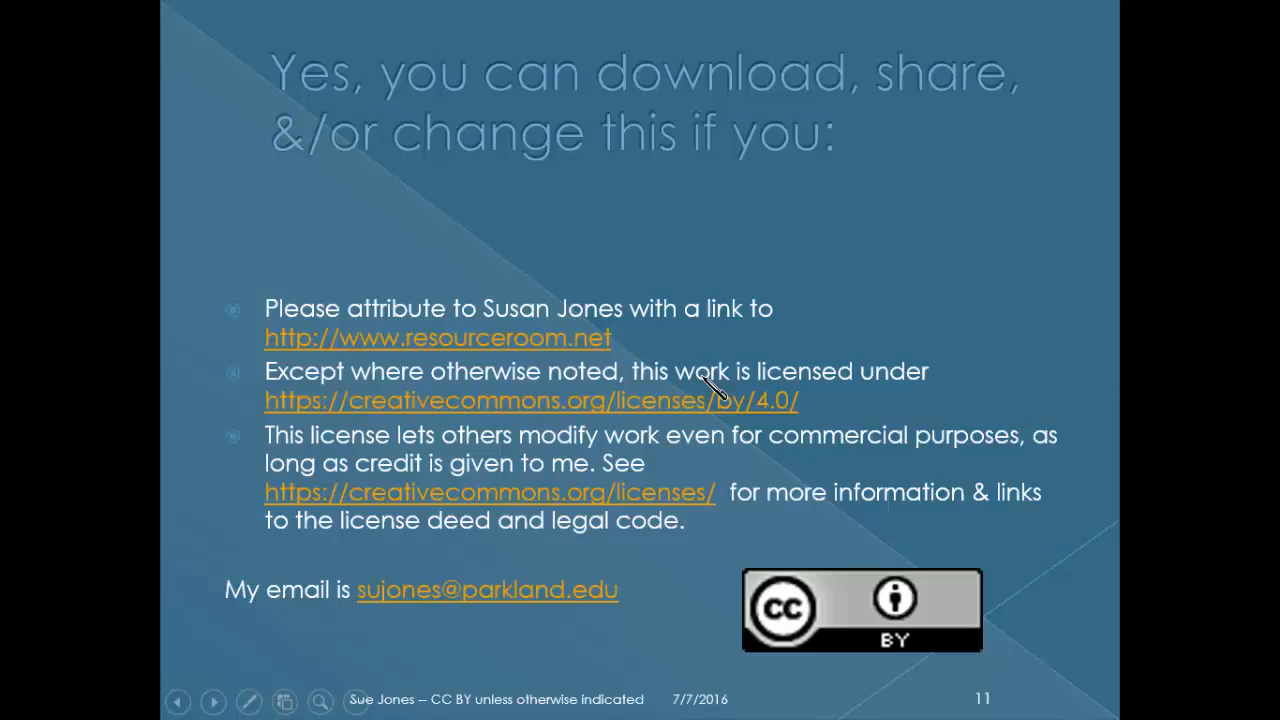 Yes, you can download, share,
&/or change this if you:
Please attribute to Susan Jones with a link to
http://www.resourceroom.net
Except where otherwise noted, this work is licensed under
https://creativecommons.org/licenses/by/4.0/
This license lets others modify work even for commercial purposes, as
long as credit is given to me. See
https://creativecommons.org/licenses/ for more information & links
to the license deed and legal code.
My email is sujones@parkland.edu
cc
BY
Sue Jones -- CC BY unless otherwise indicated 7/7/2016 11